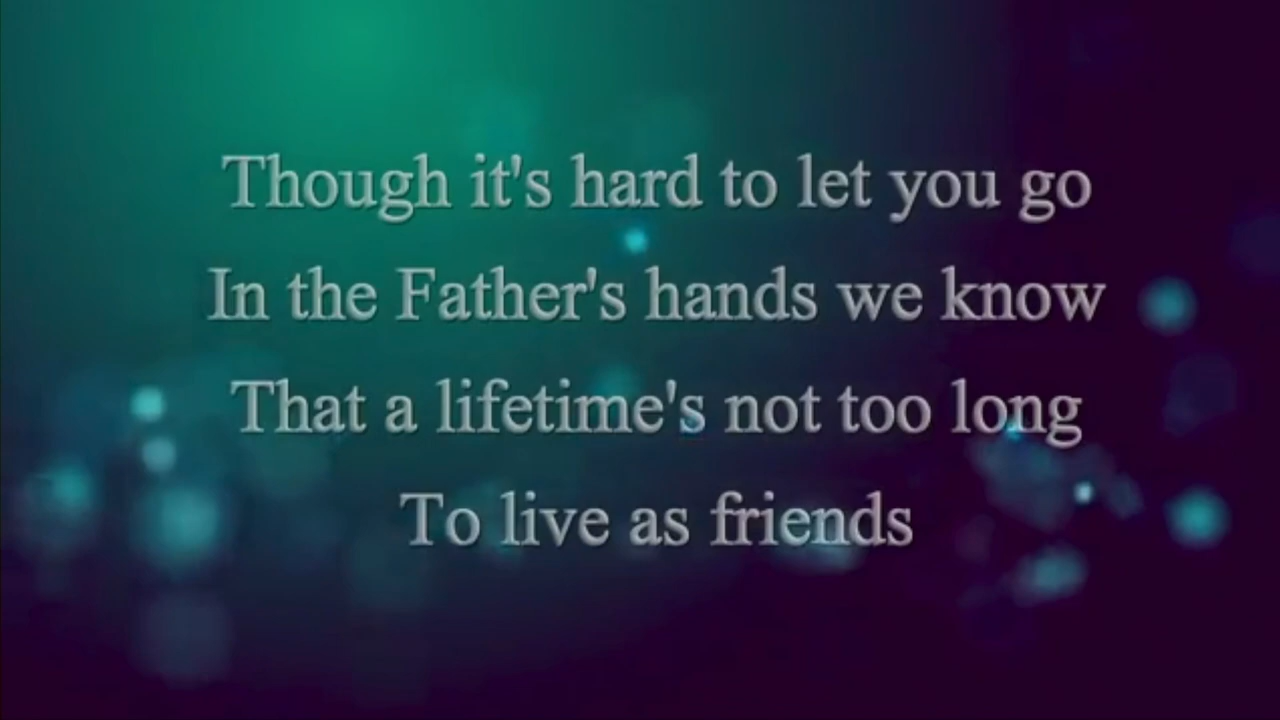 Though it's hard to let you go
In the Father's hands we know
That a lifetime's not too long
To live as friends